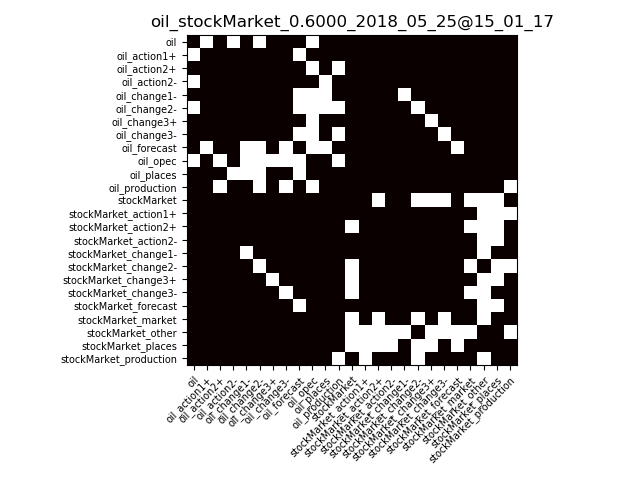 oil_stockMarket_0.6000_2018_05_25@15_01_17
oil
oil_action1+
oil_action2+
oil_action2-
oil_change1-
oil_change2-
oil_change3+
oil_change3-
oil_forecast
oil_opec
oil_places
oil_production
stockMarket
stockMarket_action1+
stockMarket_action2+
stockMarket_action2-
stockMarket_change1-
stockMarket_change2-
stockMarket_change3+
stockMarket_change3-
stockMarket_forecast
stockMarket_market
stockMarket_other
stockMarket_places
stockMarket_production
oil
oil_action1+
oil_action2+
oil_action2-
oil_change1-
oil_change2-
oil_change3+
oil_change3-
oil_forecast
oil_opec
oil_places
oil_production
stockMarket
stockMarket_action1+
stockMarket_action2+
stockMarket_action2-
stockMarket_change1-
stockMarket_change2-
stockMarket_change3+
stockMarket_change3-
stockMarket_forecast
stockMarket_market
stockMarket_other
stockMarket_places
stockMarket_production